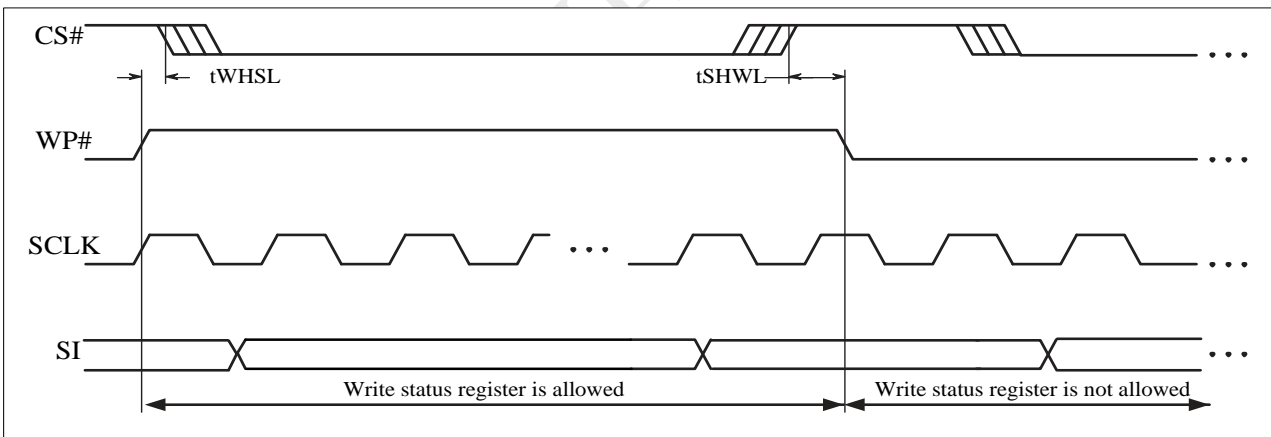 CS#
tWHSL
tSHWL
...
WP#
...
SCLK
...
...
SI
...
Write status register is allowed
Write status register is not allowed